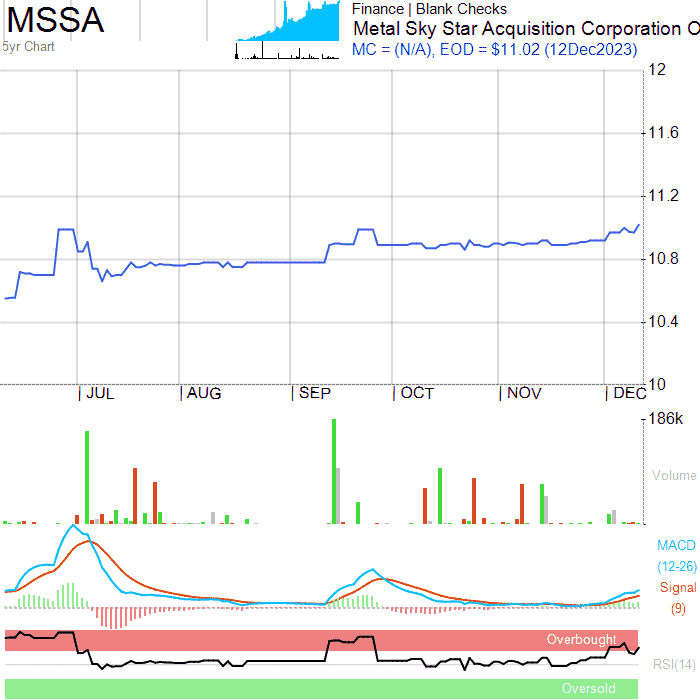 MSSA
5yr Chart
Finance | Blank Checks
Metal Sky Star Acquisition Corporation O
MC = (N/A), EOD = $11.02 (12Dec2023)
12
11.6
11.2
10.8
10.4
10
JUL AUG SEP OCT NOV DEC
186k
Volume
MACD
(12-26)
Signal
(9)
Overbought
RSI(14)
Oversold